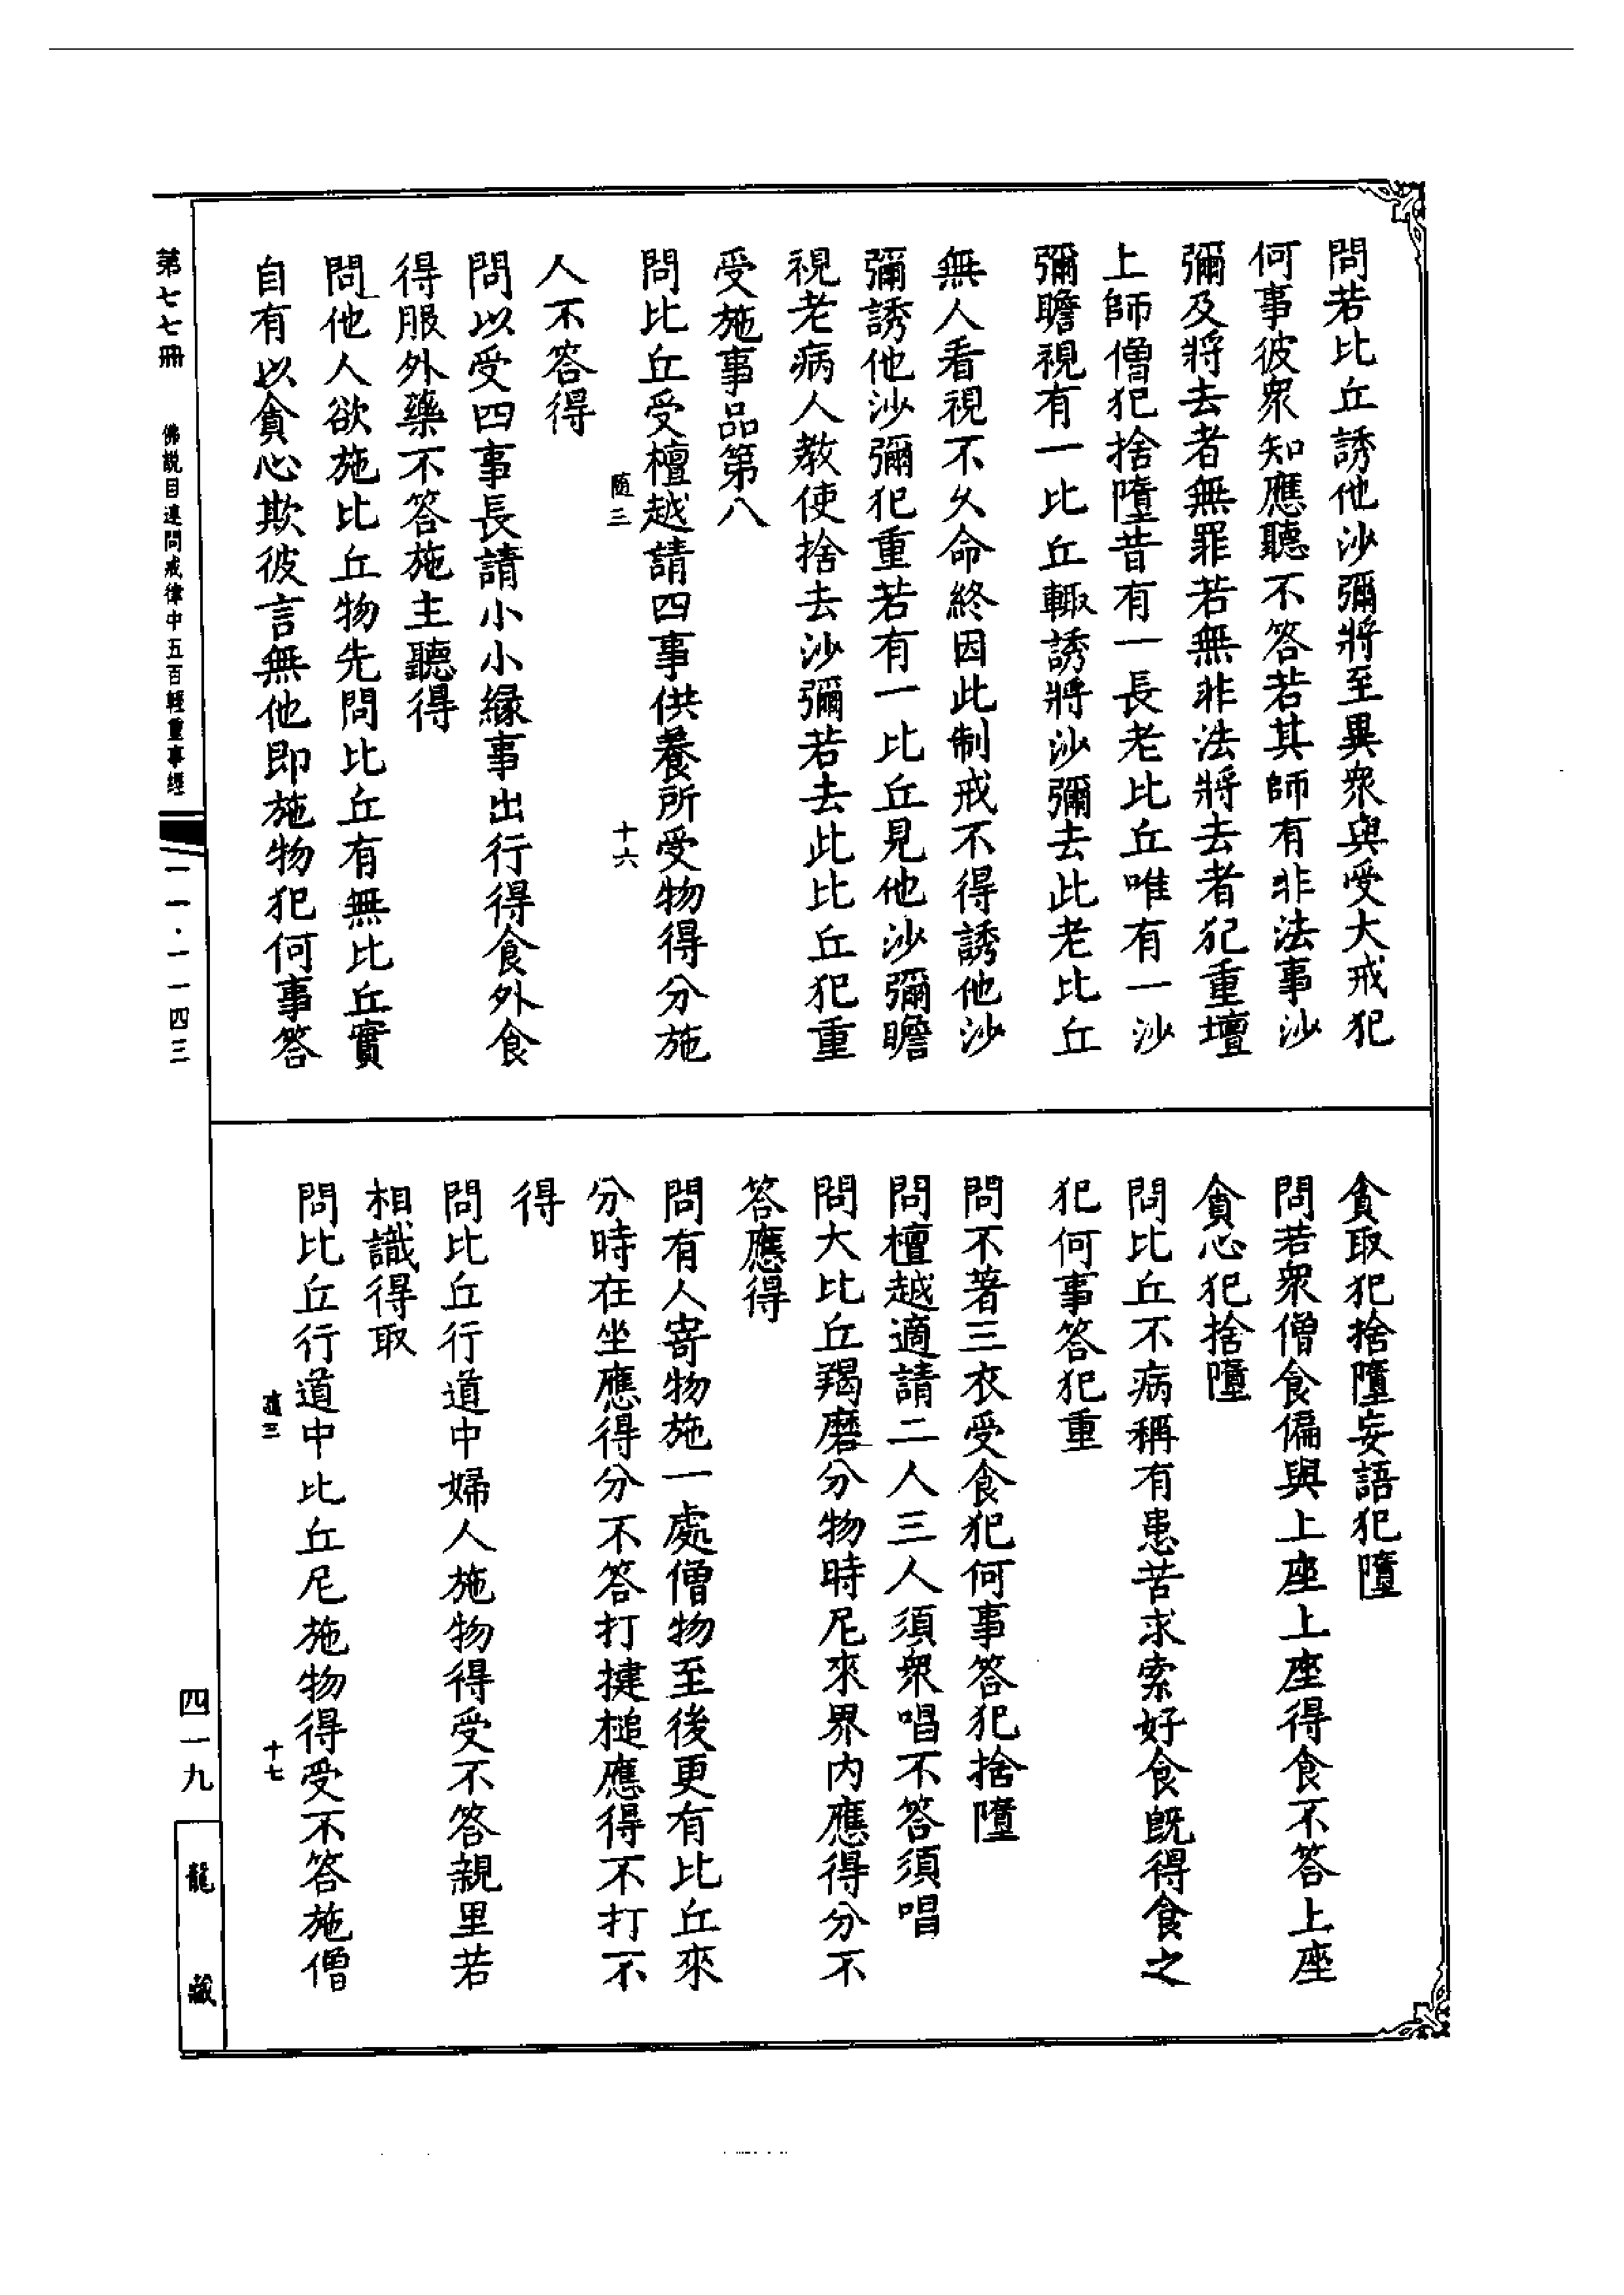 問若比丘誘他沙彌將至異衆與受大戒犯
何事彼衆知應聽不答若其師有非法事沙
彌及將去者無罪若無非法將去者犯重壇
上師僧犯捨墮昔有一長老比丘唯有一沙
彌瞻視有一比丘輙誘將沙彌去此老比丘
無人看視不久命終因此制戒不得誘他沙
彌誘他沙彌犯重若有一比丘見他沙彌瞻
視老病人教使捨去沙彌若去此比丘犯重
受施事品第八
問比丘受檀越請四事供養所受物得分施
隨三 十六
人不答得
問以受四事長請小小緣事出行得食外食
得服外藥不答施主聽得
問他人欲施比丘物先問比丘有無比丘實
自有以貪心欺彼言無他即施物犯何事答
貪取犯捨墮妄語犯墮
問若衆僧食偏與上座上座得食不答上座
貪心犯捨墮
問比丘不病稱有患苦求索好食既得食之
犯何事答犯重
問不著三衣受食犯何事答犯捨墮
問檀越適請二人三人須衆唱不答須唱
問大比丘羯磨分物時尼來界內應得分不
答應得
問有人寄物施一處僧物至後更有比丘來
分時在坐應得分不答打揵槌應得不打不
得
問比丘行道中婦人施物得受不答親里若
相識得取
問比丘行道中比丘尼施物得受不答施僧
隨三 十七
第七七冊 佛説目連問戒律中五百輕重事經 一一·一一四三
四一九
龍藏